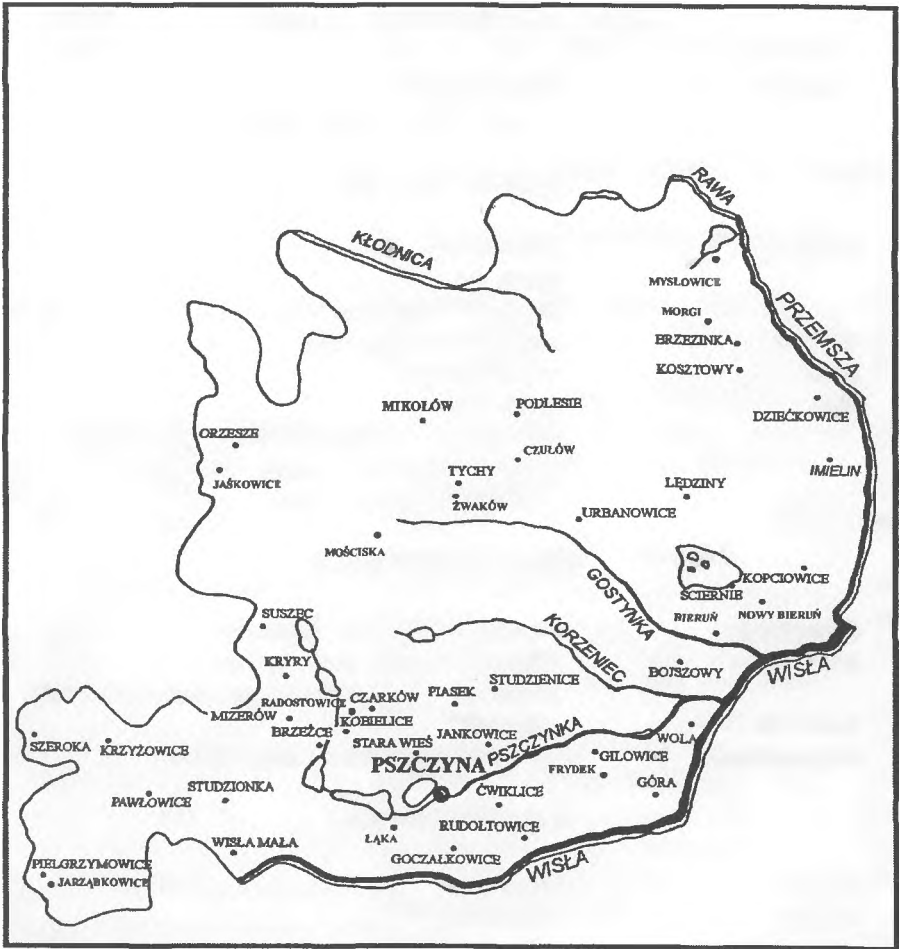 RAWA
KŁODNICA
MYSŁOWICE
PRZEMSZA
MORGI
BRZEZINKA
KOSZTOWY
MIKOŁÓW
PODLESIE
DZIEĆKOWICE
ORZESZE
CZUŁÓW
TYCHY
IMIELIN
JAŚKOWICE
LĘDZINY
ŻWAKÓW
URBANOWICE
MOŚCISKA
GOSTYNKA
KOPCIOWICE
ŚCIERNIE
SUSZEC
KORZENIEC
BIERUŃ
NOWY BIERUŃ
KRYRY
BOJSZOWY
WISŁA
STUDZIENICE
RADOSTOWICE
CZARKÓW
PIASEK
MIZERÓW
KOBIELICE
BRZEŹCE
SZEROKA
KRZYŻOWICE
STARA WIEŚ
JANKOWICE
PSZCZYNKA
WOLA
GILOWICE
PSZCZYNA
FRYDEK
STUDZIONKA
ĆWIKLICE
GÓRA
PAWŁOWICE
ŁĄKA
RUDOŁTOWICE
WISŁA MAŁA
GOCZAŁKOWICE
WISŁA
PIELGRZYMOWICE
JARZĄBKOWICE